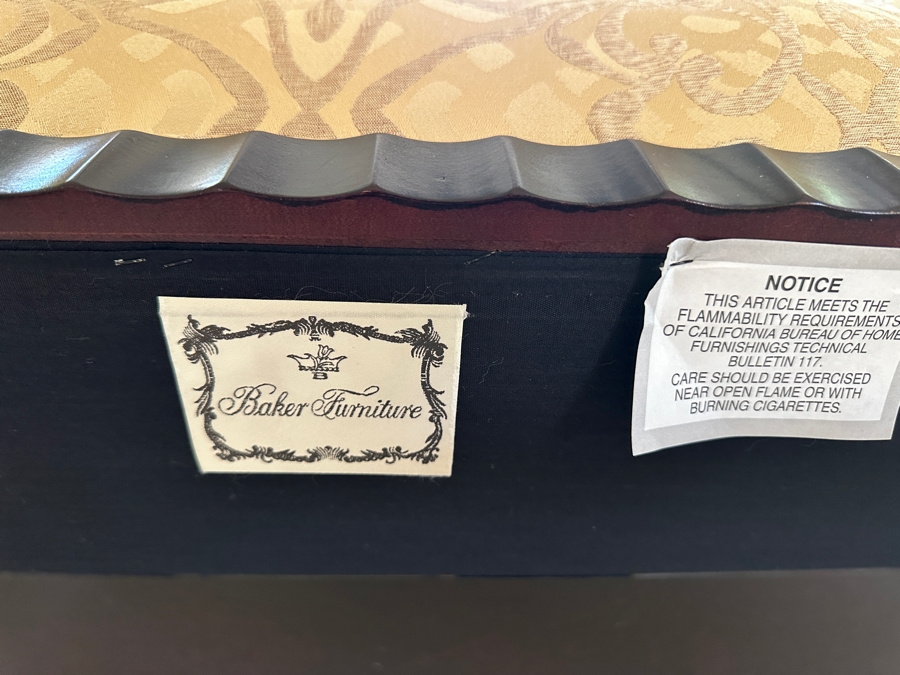 Baker Furniture
NOTICE
THIS ARTICLE MEETS THE
FLAMMABILITY REQUIREMENTS
OF CALIFORNIA BUREAU OF HOME
FURNISHINGS TECHNICAL
BULLETIN 117.
CARE SHOULD BE EXERCISED
NEAR OPEN FLAME OR WITH
BURNING CIGARETTES.